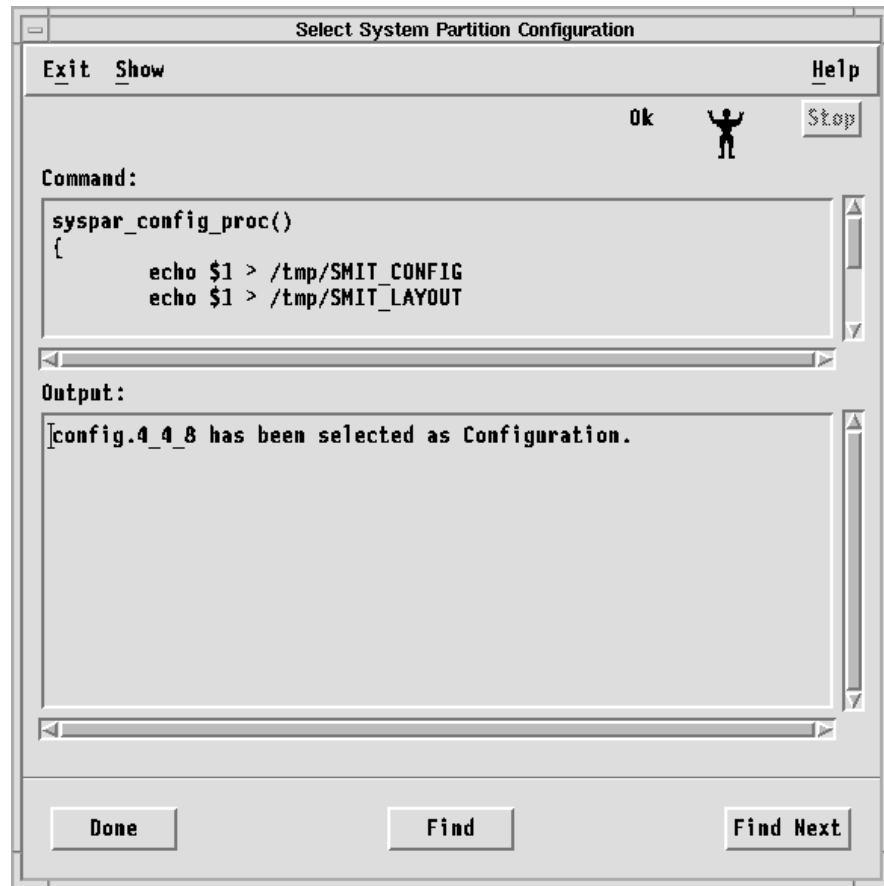 Select System Partition Configuration
Exit Show Help
Ok Stop
Command:
syspar_config_proc()
{
echo $1 > /tmp/SMIT_CONFIG
echo $1 > /tmp/SMIT_LAYOUT
Output:
config.4_4_8 has been selected as Configuration.
Done Find Find Next